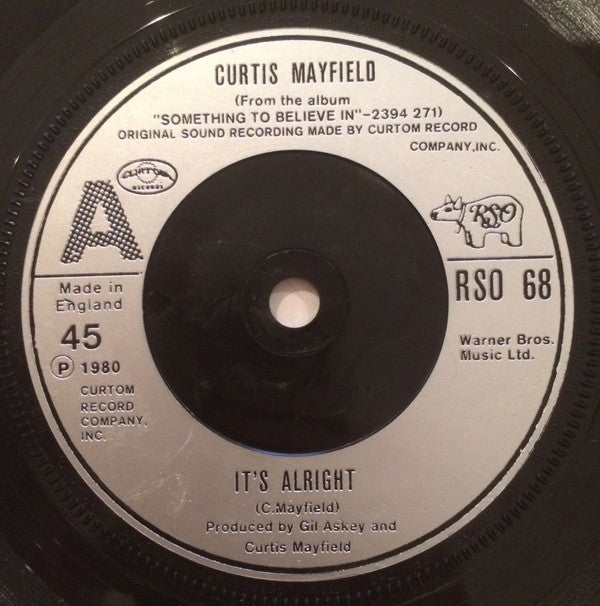 CURTIS MAYFIELD
(From the album
"SOMETHING TO BELIEVE IN"-2394 271)
ORIGINAL SOUND RECORDING MADE BY CURTOM RECORD
COMPANY,INC.
A
CURTOM
RECORDS
RSO
Made in
England
45
Ⓟ 1980
CURTOM
RECORD
COMPANY,
INC.
RSO 68
Warner Bros.
Music Ltd.
IT'S ALRIGHT
(C.Mayfield)
Produced by Gil Askey and
Curtis Mayfield